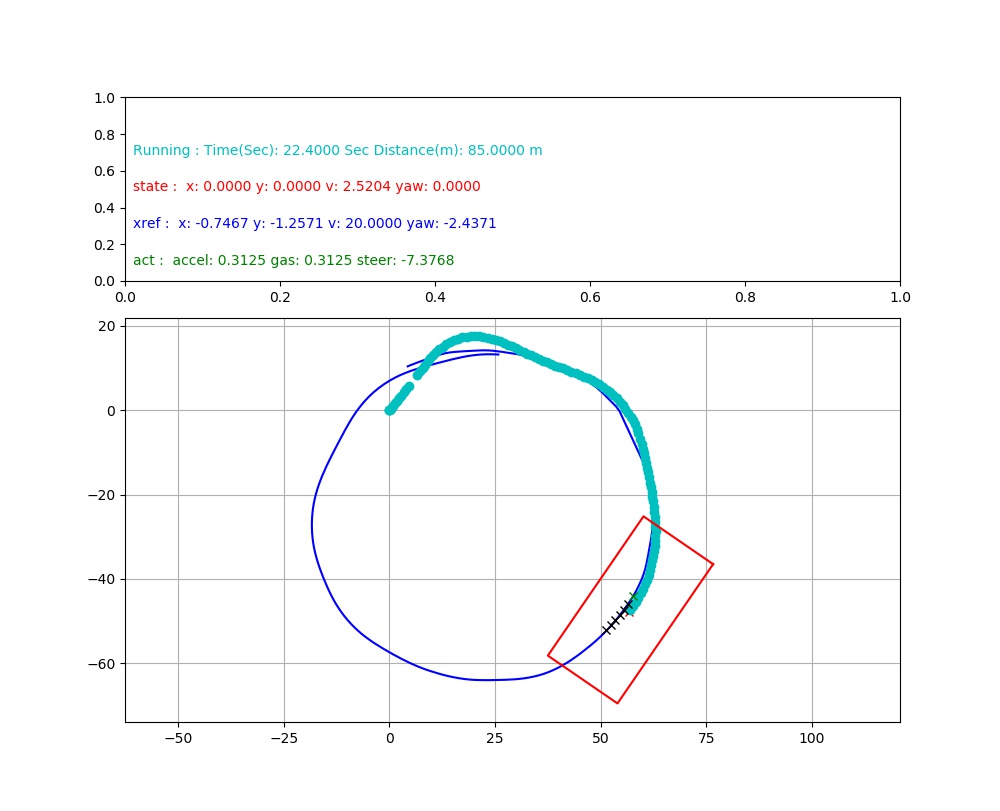 1.0
0.8
Running : Time(Sec): 22.4000 Sec Distance(m): 85.0000 m
0.6
state :  x: 0.0000 y: 0.0000 v: 2.5204 yaw: 0.0000
0.4
xref :  x: -0.7467 y: -1.2571 v: 20.0000 yaw: -2.4371
0.2
act :  accel: 0.3125 gas: 0.3125 steer: -7.3768
0.0
0.0 0.2 0.4 0.6 0.8 1.0
20
0
−20
−40
−60
−50 −25 0 25 50 75 100